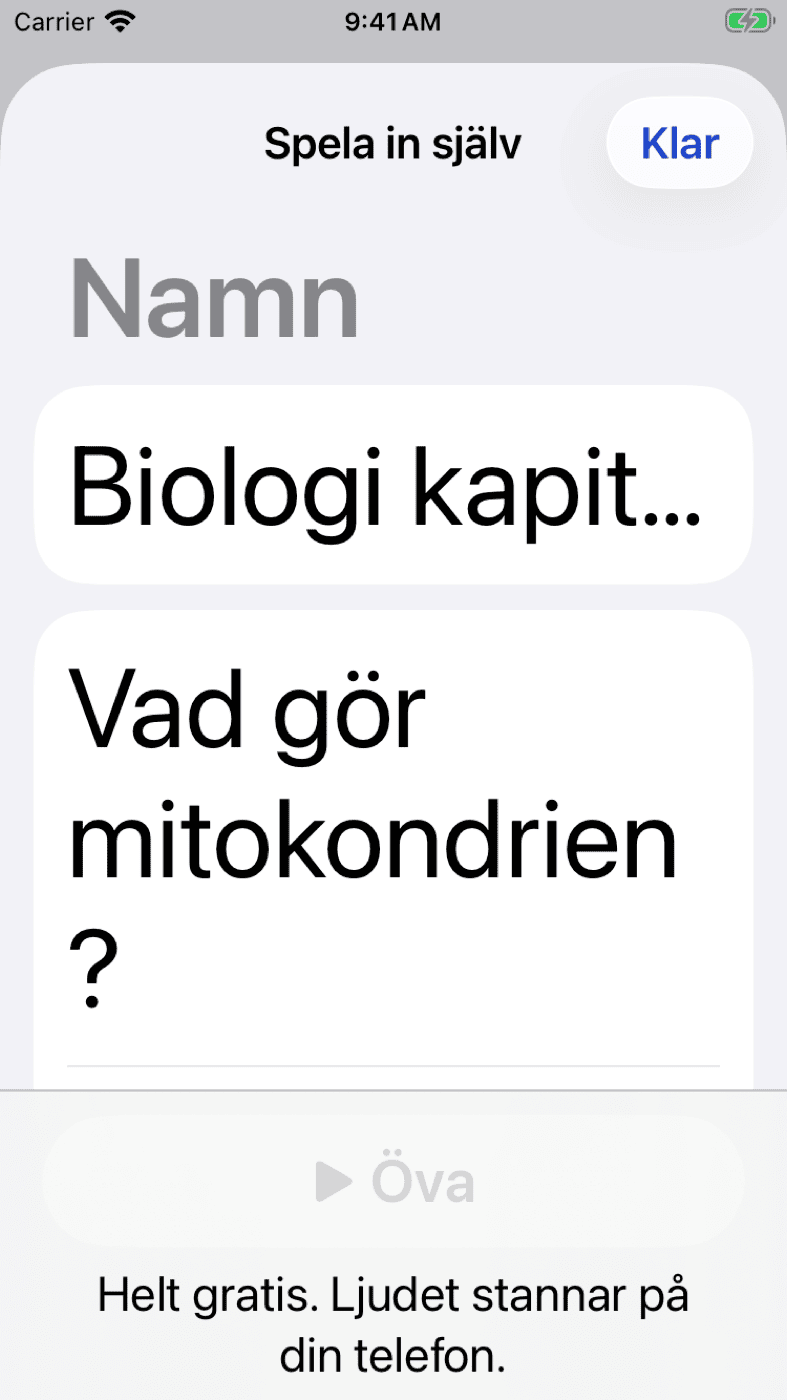 Carrier 9:41 AM
Spela in själv Klar
Namn
Biologi kapit...
Vad gör
mitokondrien
?
Öva
Helt gratis. Ljudet stannar på
din telefon.